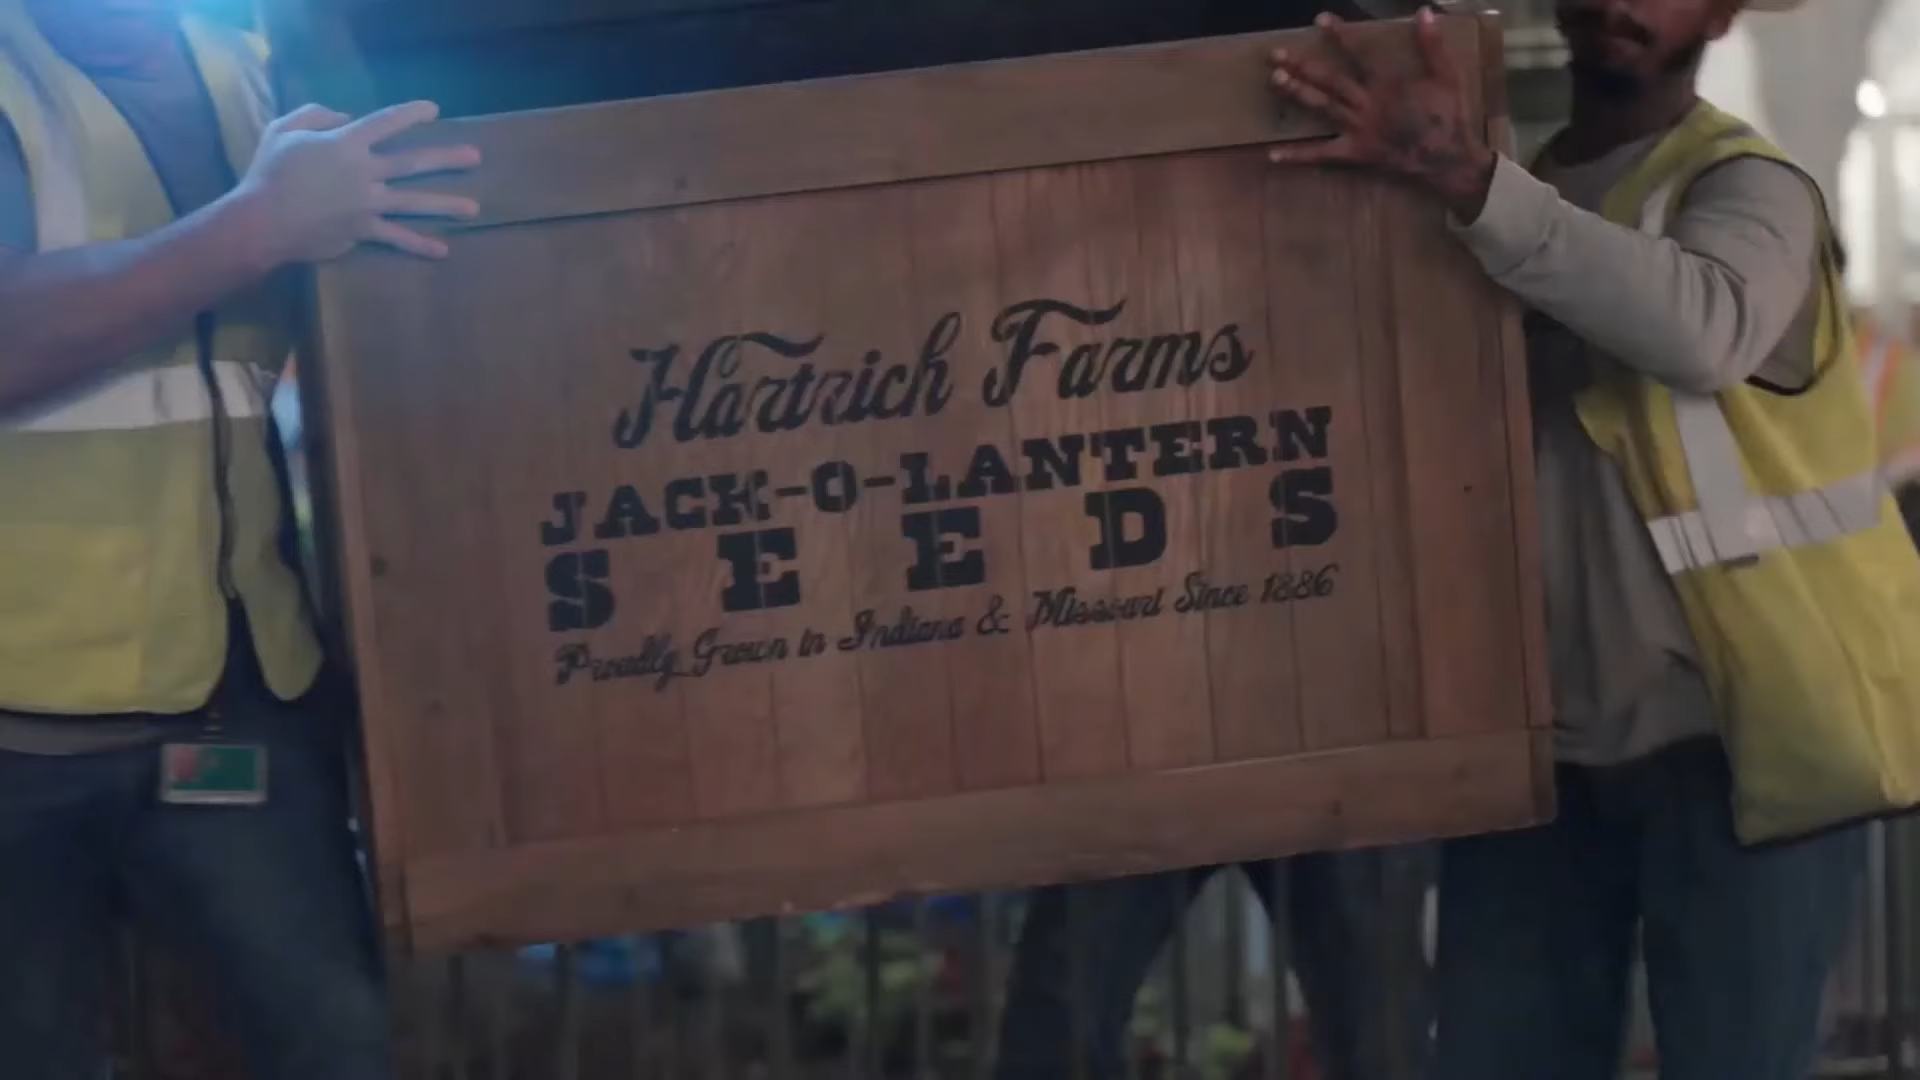 Hartrich Farms
JACK-O-LANTERN
SEEDS
Proudly Grown in Indiana & Missouri Since 1886